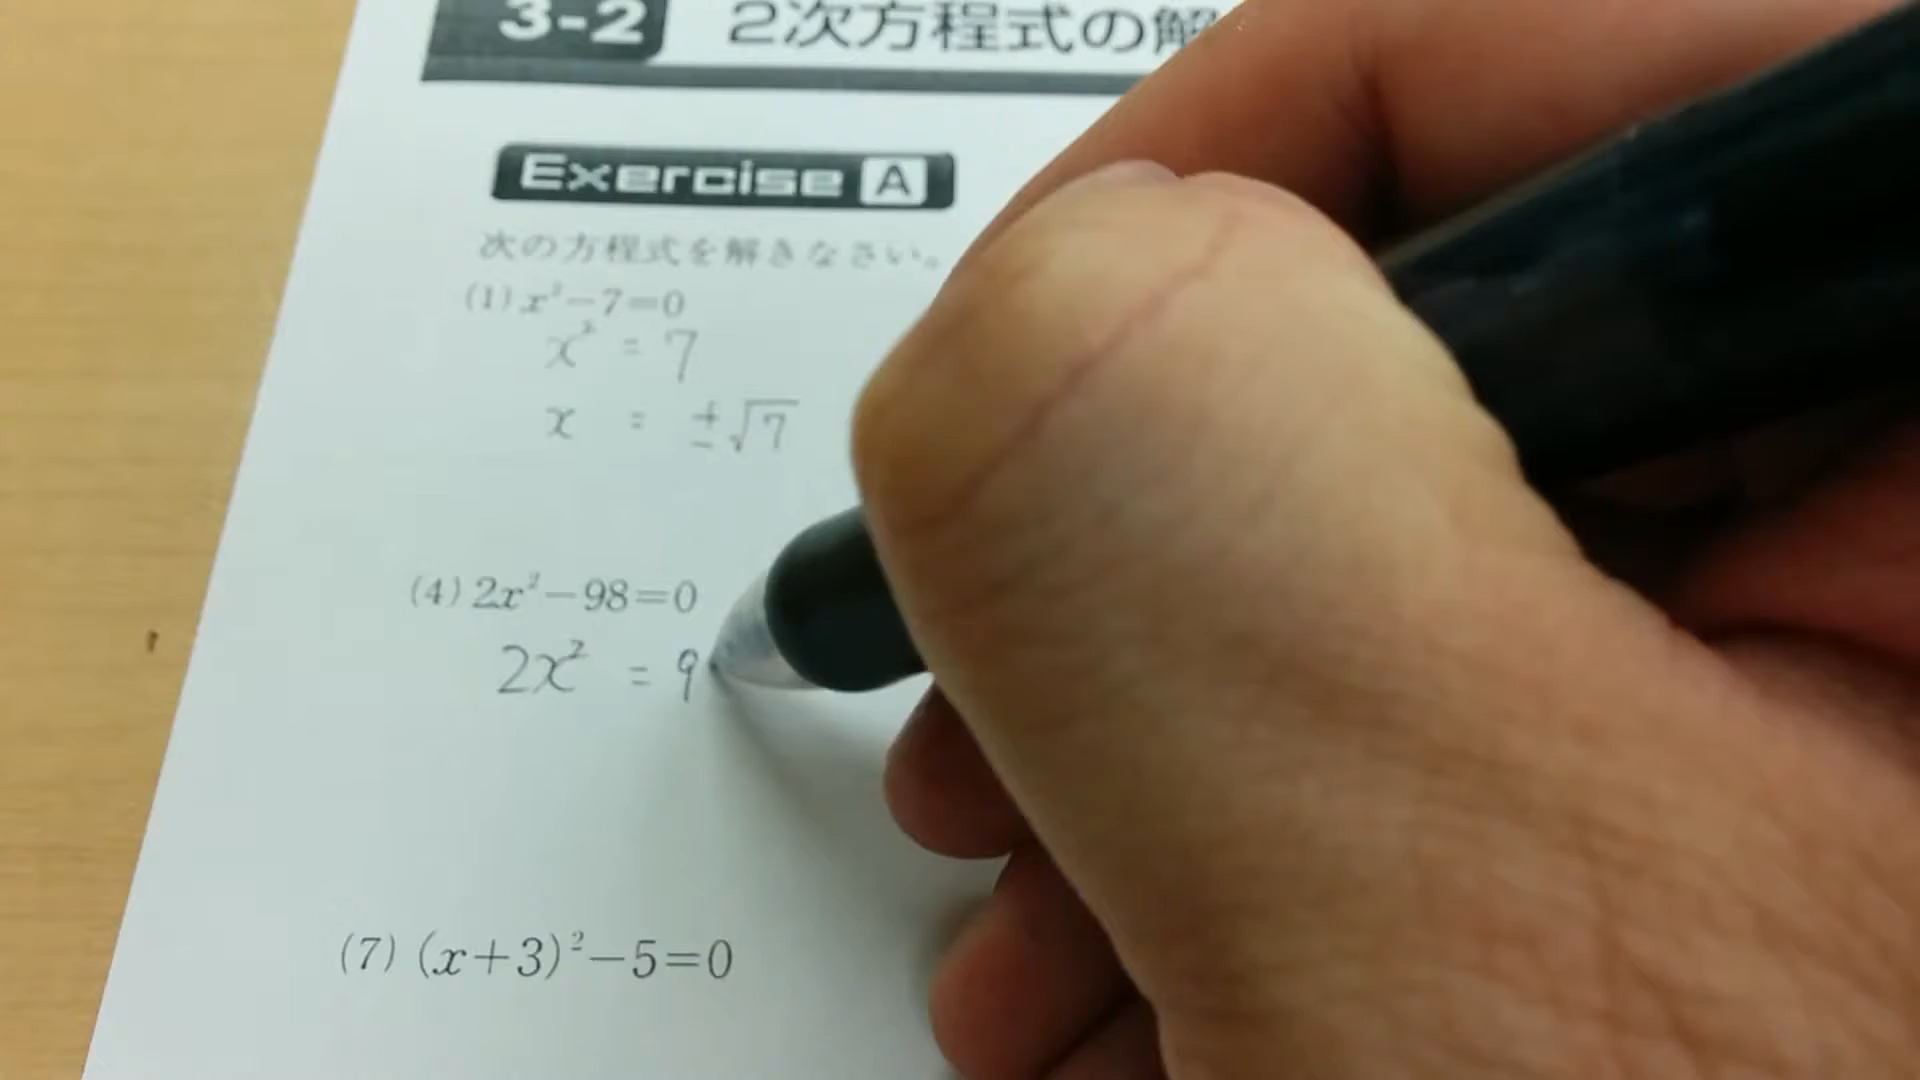 3-2 2次方程式の解
Exercise A
次の方程式を解きなさい。
(1) x²−7=0
x² = 7
x = ±√7
(4) 2x²−98=0
2x² = 9
(7) (x+3)²−5=0